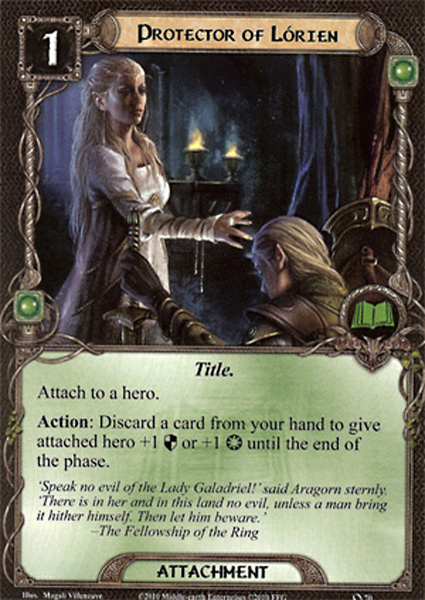 1
PROTECTOR OF LÓRIEN
Title.
Attach to a hero.
Action: Discard a card from your hand to give
attached hero +1 or +1 until the end of
the phase.
'Speak no evil of the Lady Galadriel!' said Aragorn sternly.
'There is in her and in this land no evil, unless a man bring
it hither himself. Then let him beware.'
–The Fellowship of the Ring
ATTACHMENT
Illus. Magali Villeneuve ©2010 Middle-earth Enterprises ©2010 FFG 70